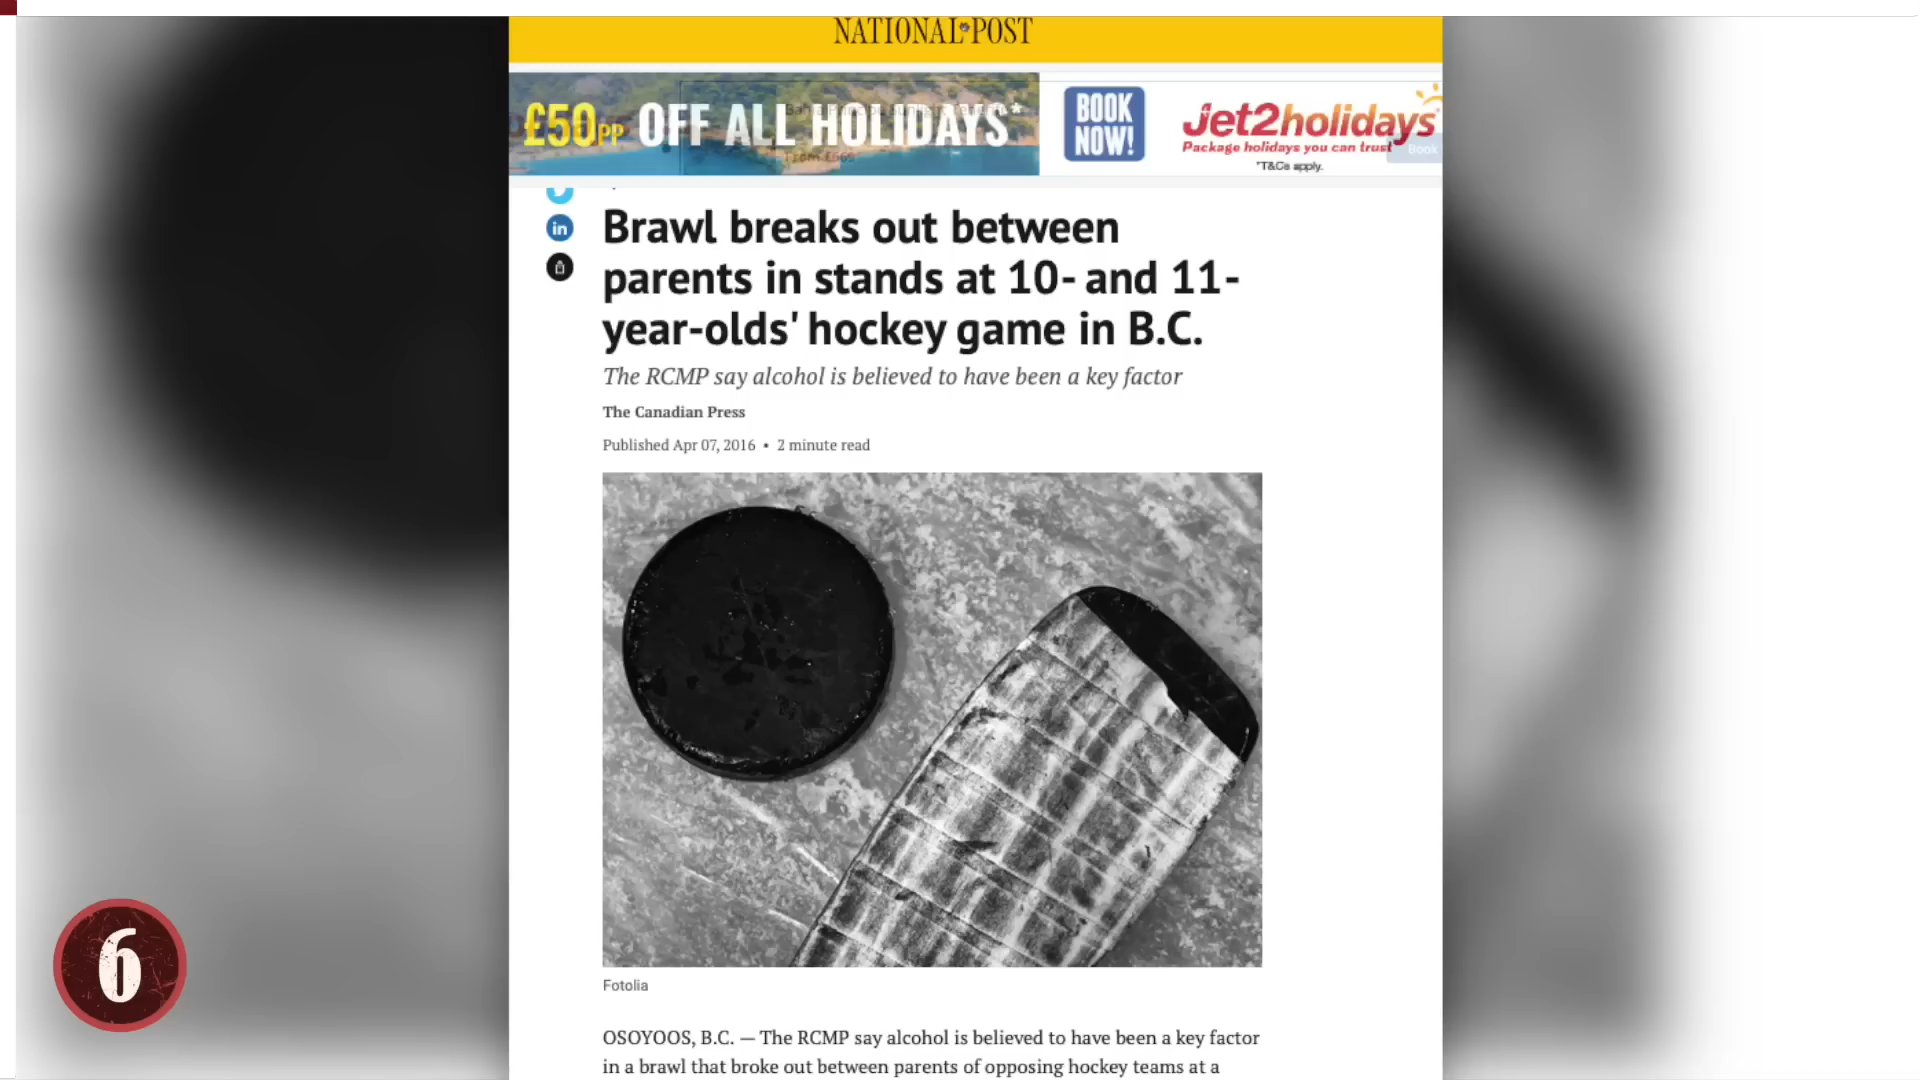 NATIONAL POST
£50PP OFF ALL HOLIDAYS*
BOOK
NOW!
Jet2holidays
Package holidays you can trust
*T&Cs apply.
From £569
Book
in
Brawl breaks out between
parents in stands at 10- and 11-
year-olds' hockey game in B.C.
The RCMP say alcohol is believed to have been a key factor
The Canadian Press
Published Apr 07, 2016 • 2 minute read
Fotolia
OSOYOOS, B.C. — The RCMP say alcohol is believed to have been a key factor
in a brawl that broke out between parents of opposing hockey teams at a
6